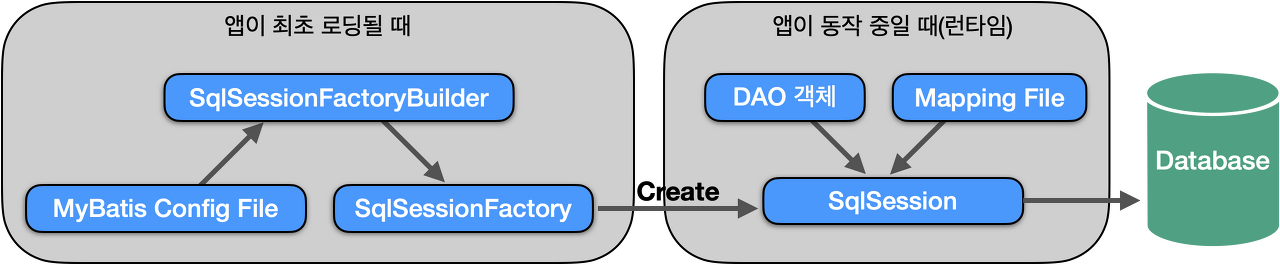 앱이 최초 로딩될 때
SqlSessionFactoryBuilder
MyBatis Config File
SqlSessionFactory
Create
앱이 동작 중일 때(런타임)
DAO 객체
Mapping File
SqlSession
Database